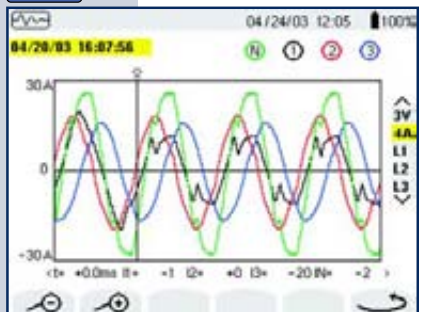 04/24/03 12:05 100%
04/20/03 16:07:56 N 1 2 3
30A
3V
4A
L1
0
L2
L3
-30A
<t= +0.0ms I1= -1 I2= +0 I3= -20 IN= -2 >